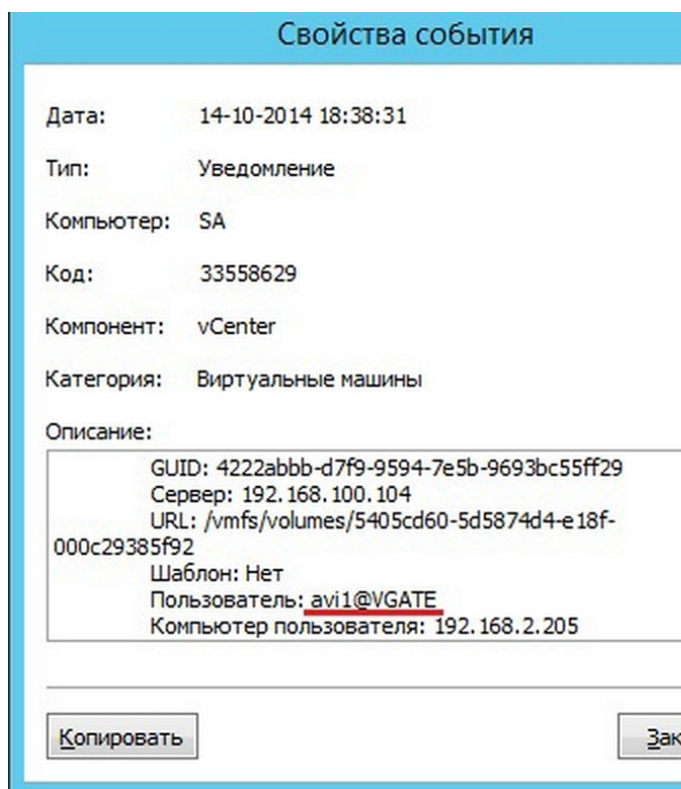 Свойства события
Дата: 14-10-2014 18:38:31
Тип: Уведомление
Компьютер: SA
Код: 33558629
Компонент: vCenter
Категория: Виртуальные машины
Описание:
GUID: 4222abbb-d7f9-9594-7e5b-9693bc55ff29
Сервер: 192.168.100.104
URL: /vmfs/volumes/5405cd60-5d5874d4-e18f-
000c29385f92
Шаблон: Нет
Пользователь: avi1@VGATE
Компьютер пользователя: 192.168.2.205
Копировать Зак